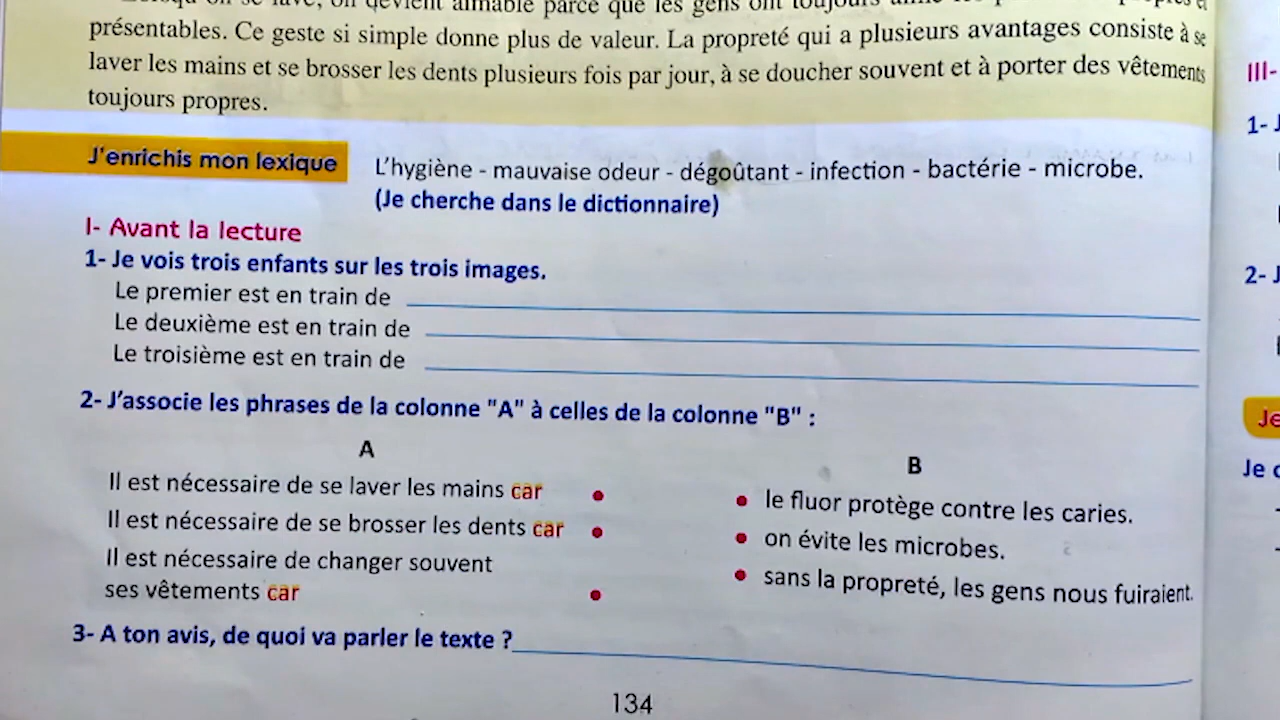 présentables. Ce geste si simple donne plus de valeur. La propreté qui a plusieurs avantages consiste à se
laver les mains et se brosser les dents plusieurs fois par jour, à se doucher souvent et à porter des vêtements
toujours propres.
J'enrichis mon lexique
L'hygiène - mauvaise odeur - dégoûtant - infection - bactérie - microbe.
(Je cherche dans le dictionnaire)
I- Avant la lecture
1- Je vois trois enfants sur les trois images.
Le premier est en train de
Le deuxième est en train de
Le troisième est en train de
2- J'associe les phrases de la colonne "A" à celles de la colonne "B" :
A
Il est nécessaire de se laver les mains car
Il est nécessaire de se brosser les dents car
Il est nécessaire de changer souvent
ses vêtements car
B
le fluor protège contre les caries.
on évite les microbes.
sans la propreté, les gens nous fuiraient.
3- A ton avis, de quoi va parler le texte ?
134
III-
1-
2-
Je
Je